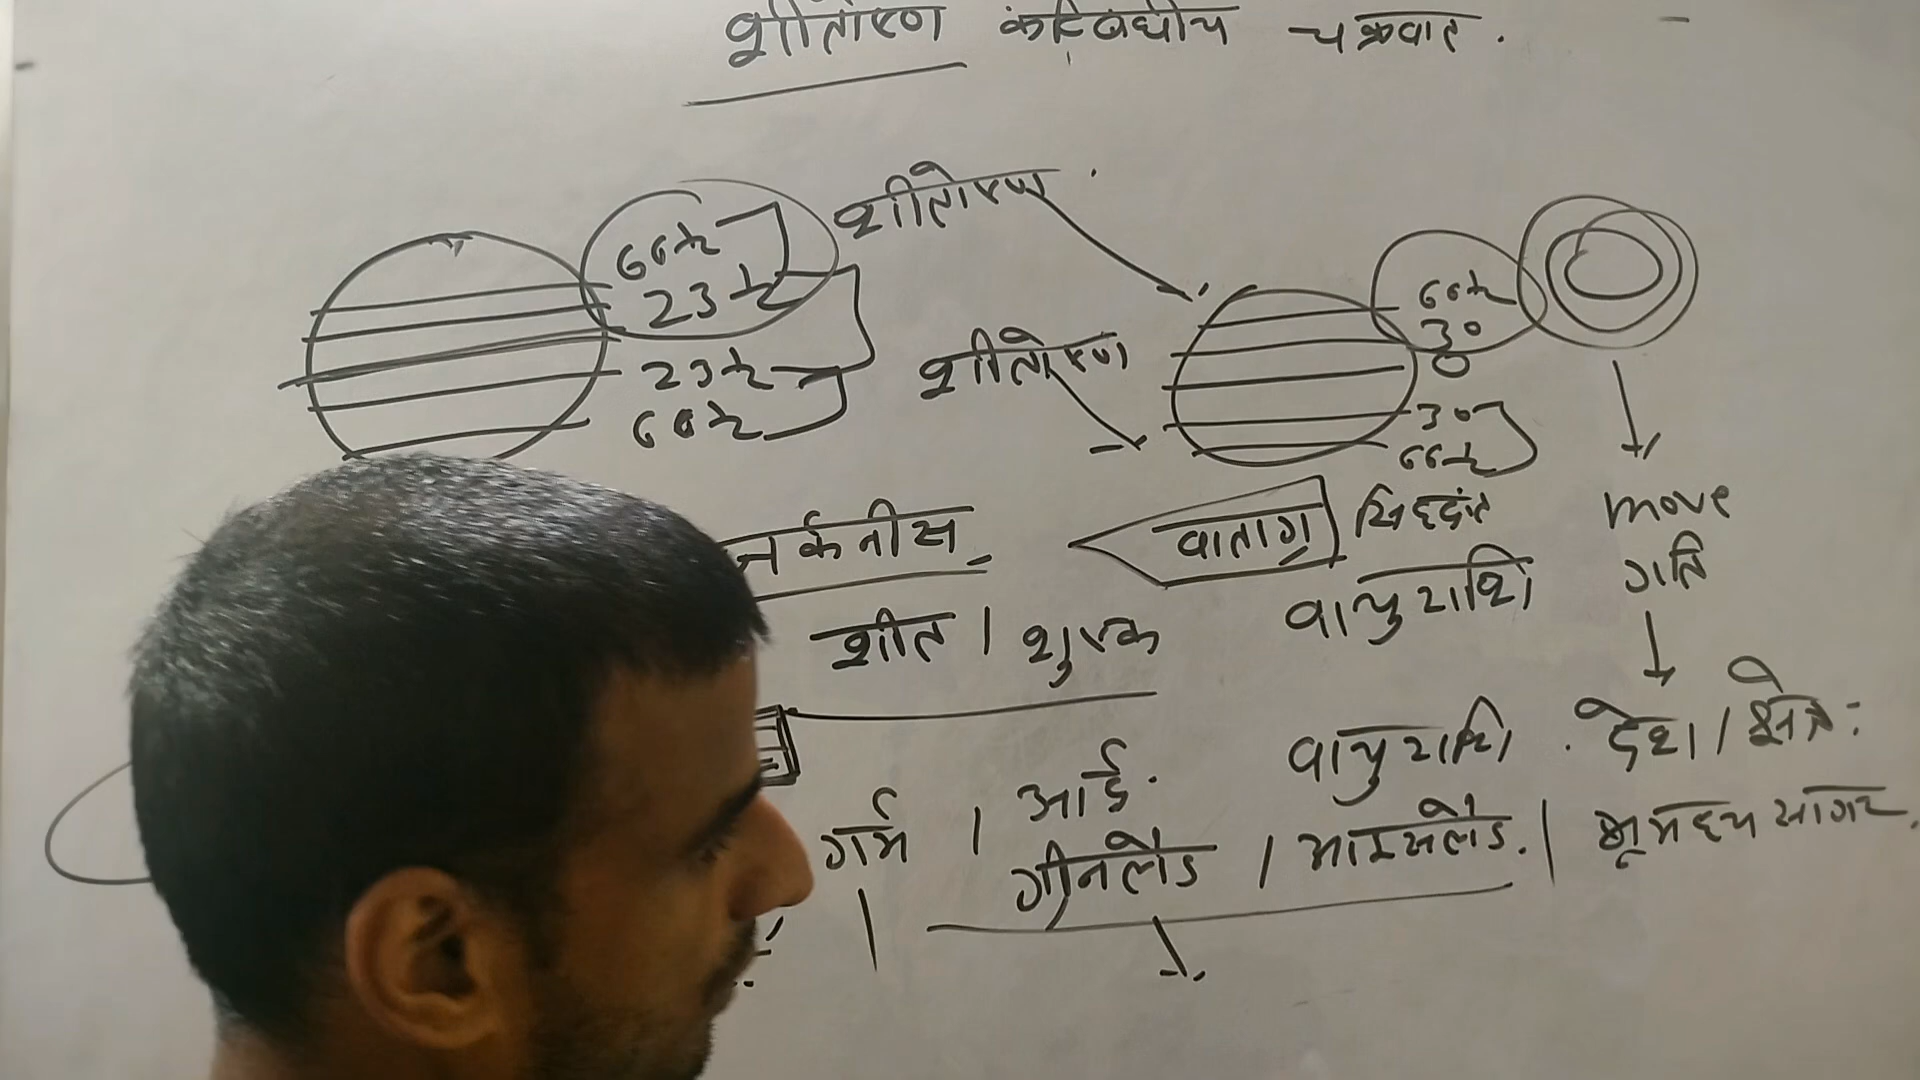 शीतोष्ण कटिबंधीय चक्रवात.
66½ शीतोष्ण.
23½
23½ शीतोष्ण
66½
66½
30
0
30
66½
move
गति
र्कनीस वाताग्र सिद्धांत
शीत / शुष्क वायुराशि
गर्म / आर्द्र. वायुराशि. देश / क्षेत्र:
ग्रीनलैंड / आइसलैंड. / भूमध्य सागर.